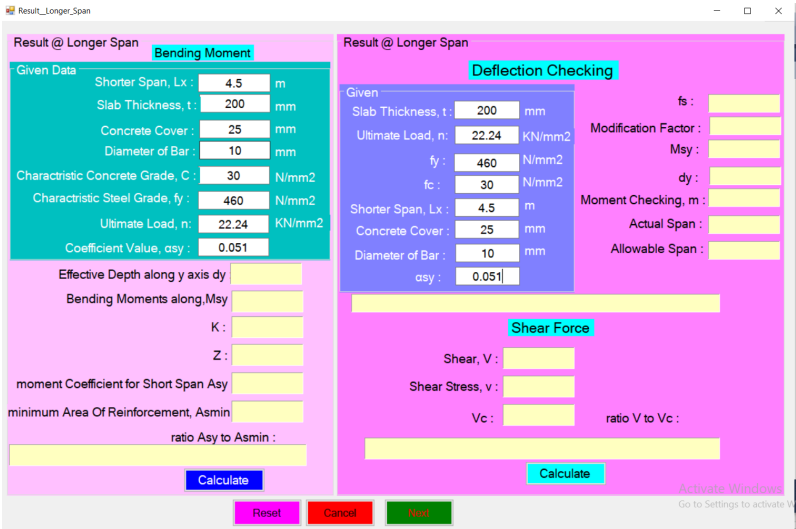 Result__Longer_Span
Result @ Longer Span
Bending Moment
Given Data
Shorter Span, Lx : 4.5 m
Slab Thickness, t : 200 mm
Concrete Cover : 25 mm
Diameter of Bar : 10 mm
Charactristic Concrete Grade, C : 30 N/mm2
Charactristic Steel Grade, fy : 460 N/mm2
Ultimate Load, n: 22.24 KN/mm2
Coefficient Value, αsy : 0.051
Effective Depth along y axis dy
Bending Moments along,Msy
K :
Z :
moment Coefficient for Short Span Asy
minimum Area Of Reinforcement, Asmin
ratio Asy to Asmin :
Calculate
Result @ Longer Span
Deflection Checking
Given
Slab Thickness, t : 200 mm
Ultimate Load, n: 22.24 KN/mm2
fy : 460 N/mm2
fc : 30 N/mm2
Shorter Span, Lx : 4.5 m
Concrete Cover : 25 mm
Diameter of Bar : 10 mm
αsy : 0.051
fs :
Modification Factor :
Msy :
dy :
Moment Checking, m :
Actual Span :
Allowable Span :
Shear Force
Shear, V :
Shear Stress, v :
Vc :
ratio V to Vc :
Calculate
Reset
Cancel
Next
Activate Windows
Go to Settings to activate W